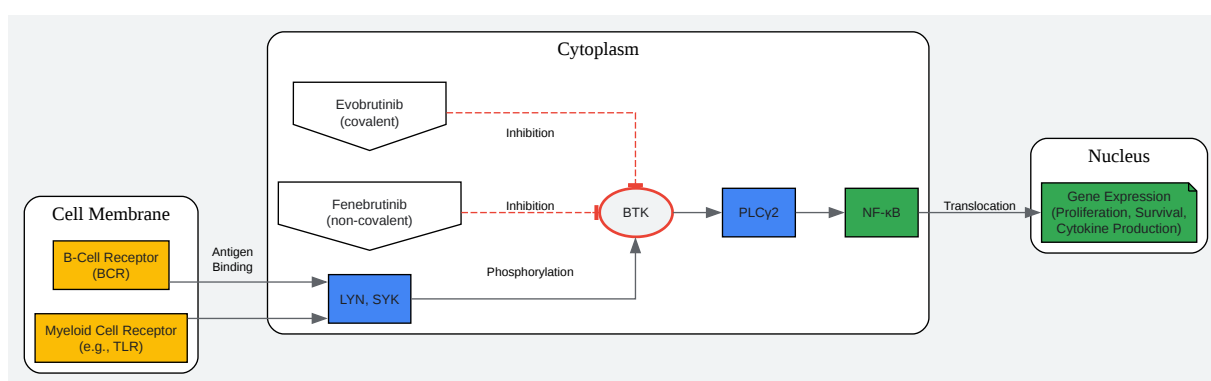 Cytoplasm
Evobrutinib
(covalent)
Inhibition
Fenebrutinib
(non-covalent)
Inhibition
BTK
PLCγ2
NF-κB
Translocation
Nucleus
Gene Expression
(Proliferation, Survival,
Cytokine Production)
Cell Membrane
B-Cell Receptor
(BCR)
Antigen
Binding
Phosphorylation
LYN, SYK
Myeloid Cell Receptor
(e.g., TLR)